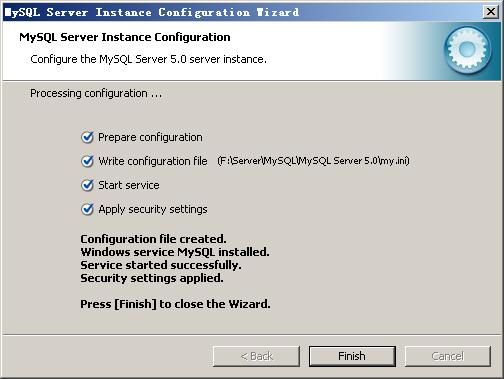 MySQL Server Instance Configuration Wizard
MySQL Server Instance Configuration
Configure the MySQL Server 5.0 server instance.
Processing configuration ...
Prepare configuration
Write configuration file (F:\Server\MySQL\MySQL Server 5.0\my.ini)
Start service
Apply security settings
Configuration file created.
Windows service MySQL installed.
Service started successfully.
Security settings applied.
Press [Finish] to close the Wizard.
< Back Finish Cancel